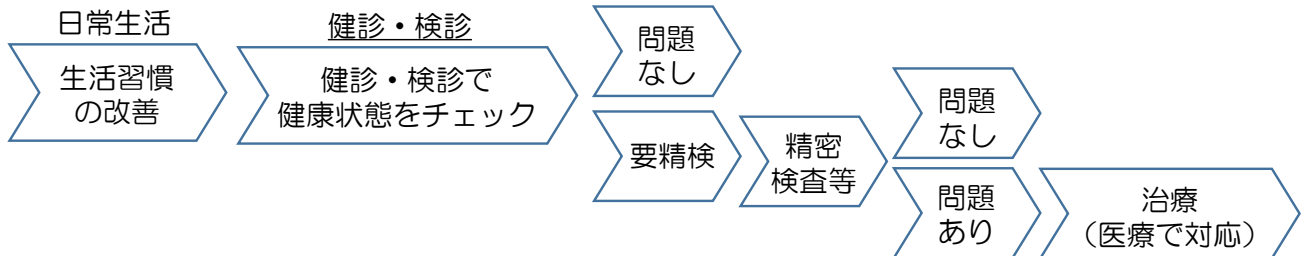 日常生活
生活習慣
の改善
健診・検診
健診・検診で
健康状態をチェック
問題
なし
要精検
精密
検査等
問題
なし
問題
あり
治療
（医療で対応）